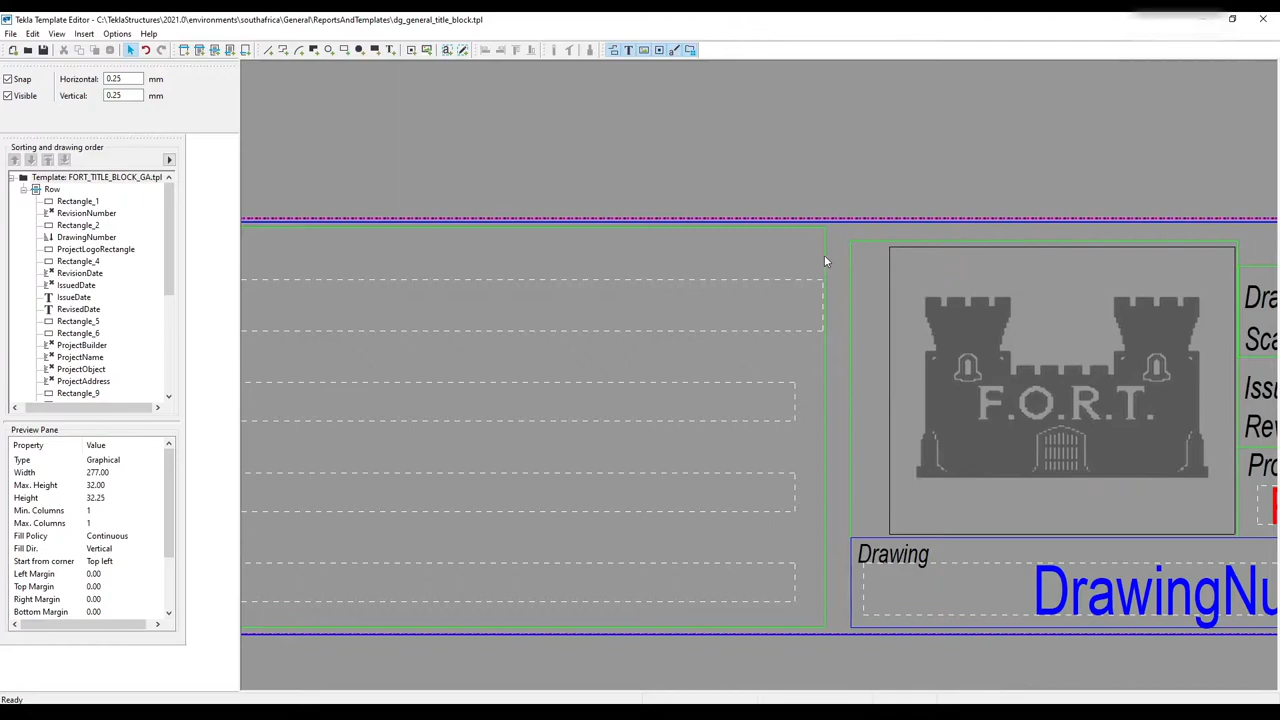 Tekla Template Editor - C:\TeklaStructures\2021.0\environments\southafrica\General\ReportsAndTemplates\dg_general_title_block.tpl
File Edit View Insert Options Help
Snap Horizontal: 0.25 mm
Visible Vertical: 0.25 mm
Sorting and drawing order
Template: FORT_TITLE_BLOCK_GA.tpl
Row
Rectangle_1
RevisionNumber
Rectangle_2
DrawingNumber
ProjectLogoRectangle
Rectangle_4
RevisionDate
IssuedDate
IssueDate
RevisedDate
Rectangle_5
Rectangle_6
ProjectBuilder
ProjectName
ProjectObject
ProjectAddress
Rectangle_9
Preview Pane
Property Value
Type Graphical
Width 277.00
Max. Height 32.00
Height 32.25
Min. Columns 1
Max. Columns 1
Fill Policy Continuous
Fill Dir. Vertical
Start from corner Top left
Left Margin 0.00
Top Margin 0.00
Right Margin 0.00
Bottom Margin 0.00
F.O.R.T.
Dra
Sca
Iss
Re
Pro
Drawing
DrawingNu
Ready